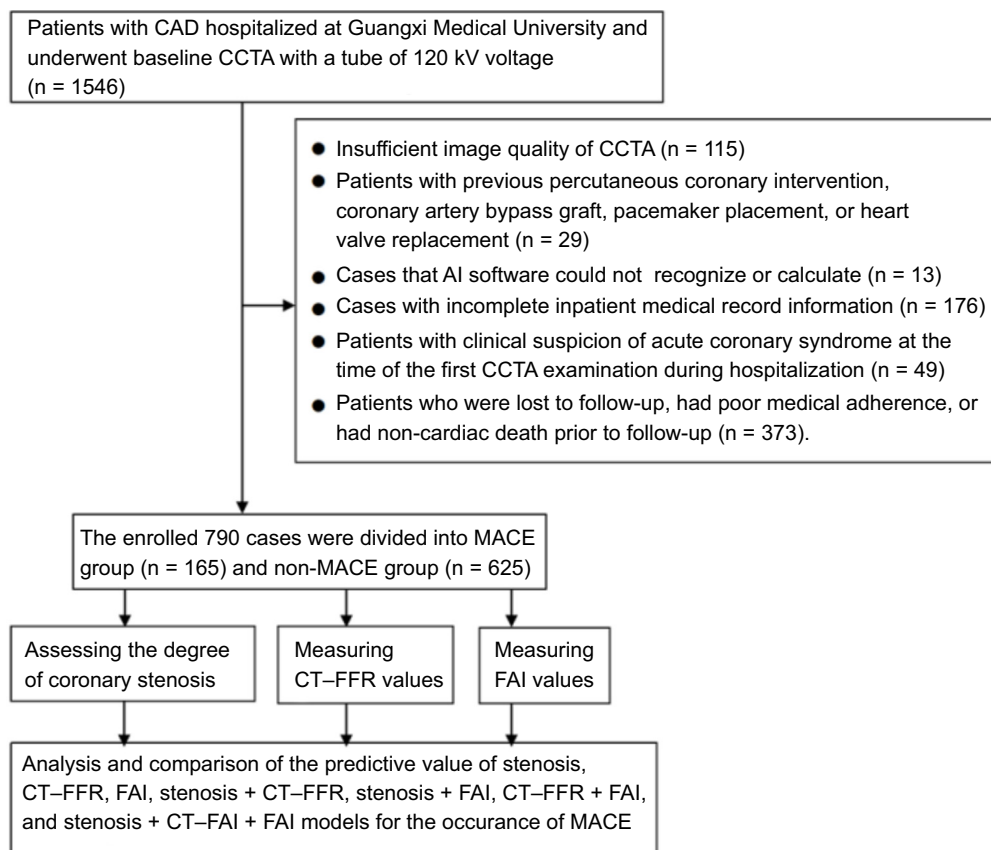 Patients with CAD hospitalized at Guangxi Medical University and
underwent baseline CCTA with a tube of 120 kV voltage
(n = 1546)
● Insufficient image quality of CCTA (n = 115)
● Patients with previous percutaneous coronary intervention,
coronary artery bypass graft, pacemaker placement, or heart
valve replacement (n = 29)
● Cases that AI software could not recognize or calculate (n = 13)
● Cases with incomplete inpatient medical record information (n = 176)
● Patients with clinical suspicion of acute coronary syndrome at the
time of the first CCTA examination during hospitalization (n = 49)
● Patients who were lost to follow-up, had poor medical adherence, or
had non-cardiac death prior to follow-up (n = 373).
The enrolled 790 cases were divided into MACE
group (n = 165) and non-MACE group (n = 625)
Assessing the degree
of coronary stenosis
Measuring
CT–FFR values
Measuring
FAI values
Analysis and comparison of the predictive value of stenosis,
CT–FFR, FAI, stenosis + CT–FFR, stenosis + FAI, CT–FFR + FAI,
and stenosis + CT–FAI + FAI models for the occurance of MACE